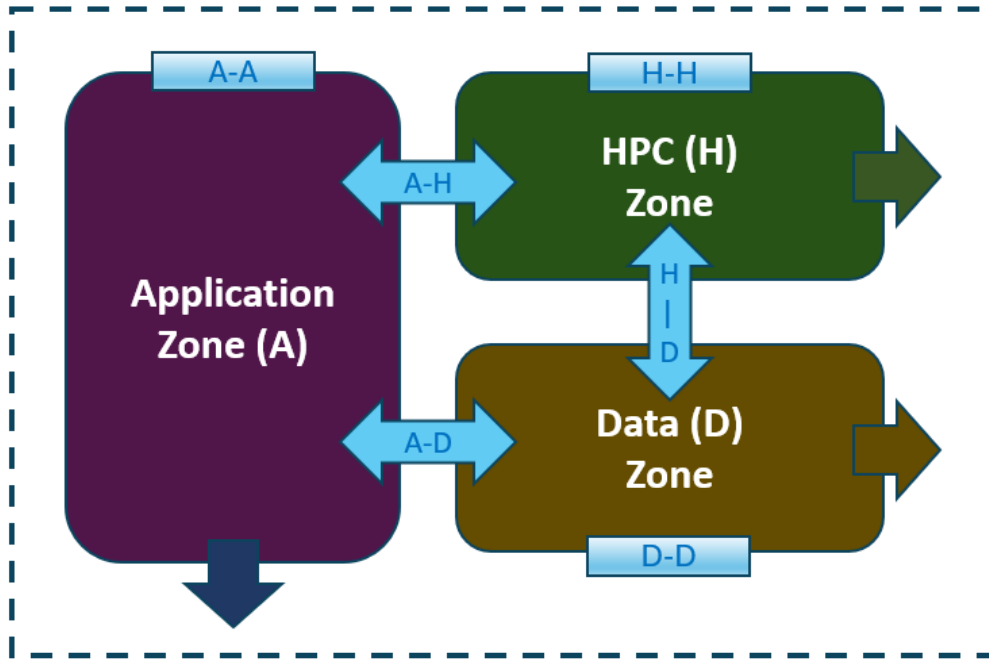 A-A
H-H
HPC (H)
Zone
A-H
H
|
D
Application
Zone (A)
Data (D)
Zone
A-D
D-D